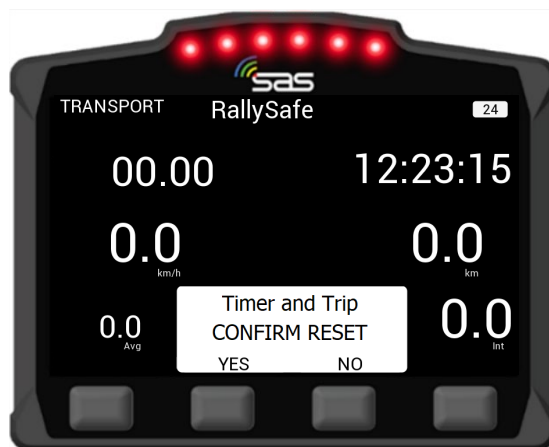 sas
TRANSPORT RallySafe 24
00.00 12:23:15
0.0 0.0
km/h km
0.0 0.0
Avg Int
Timer and Trip
CONFIRM RESET
YES NO